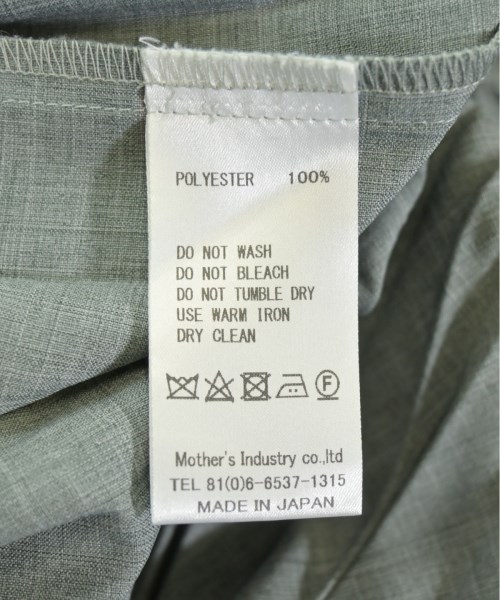 POLYESTER 100%
DO NOT WASH
DO NOT BLEACH
DO NOT TUMBLE DRY
USE WARM IRON
DRY CLEAN
F
Mother's Industry co.,ltd
TEL 81(0)6-6537-1315
MADE IN JAPAN